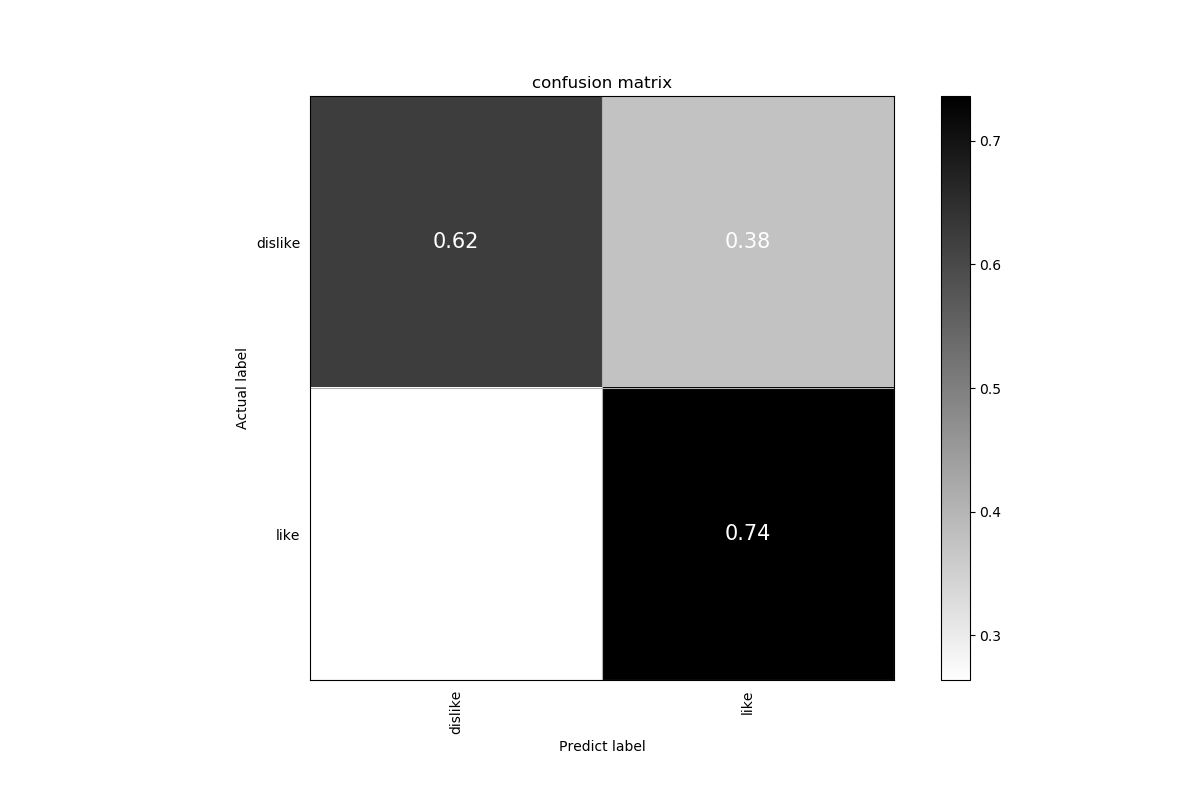 confusion matrix
dislike
0.62
0.38
like
0.74
Actual label
dislike
like
Predict label
0.7
0.6
0.5
0.4
0.3